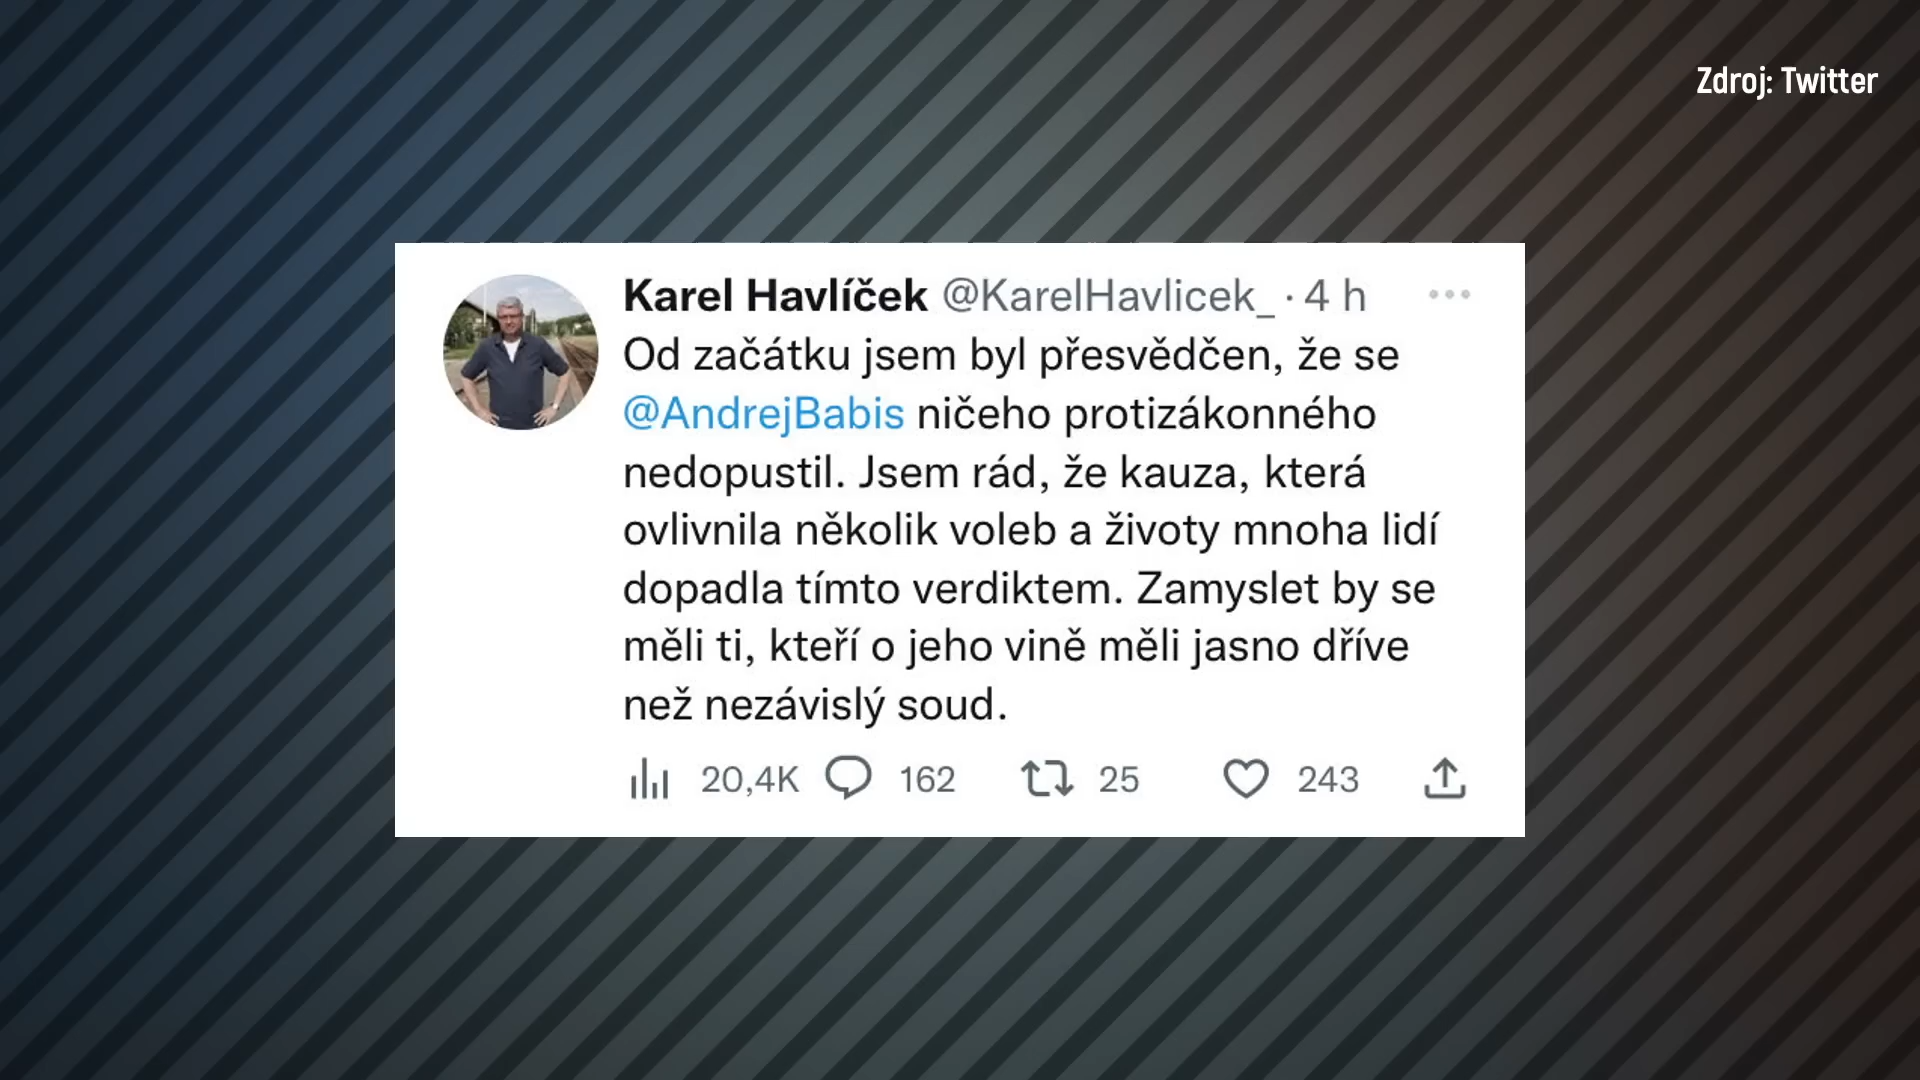 Zdroj: Twitter
Karel Havlíček @KarelHavlicek_ · 4 h
Od začátku jsem byl přesvědčen, že se
@AndrejBabis ničeho protizákonného
nedopustil. Jsem rád, že kauza, která
ovlivnila několik voleb a životy mnoha lidí
dopadla tímto verdiktem. Zamyslet by se
měli ti, kteří o jeho vině měli jasno dříve
než nezávislý soud.
20,4K 162 25 243